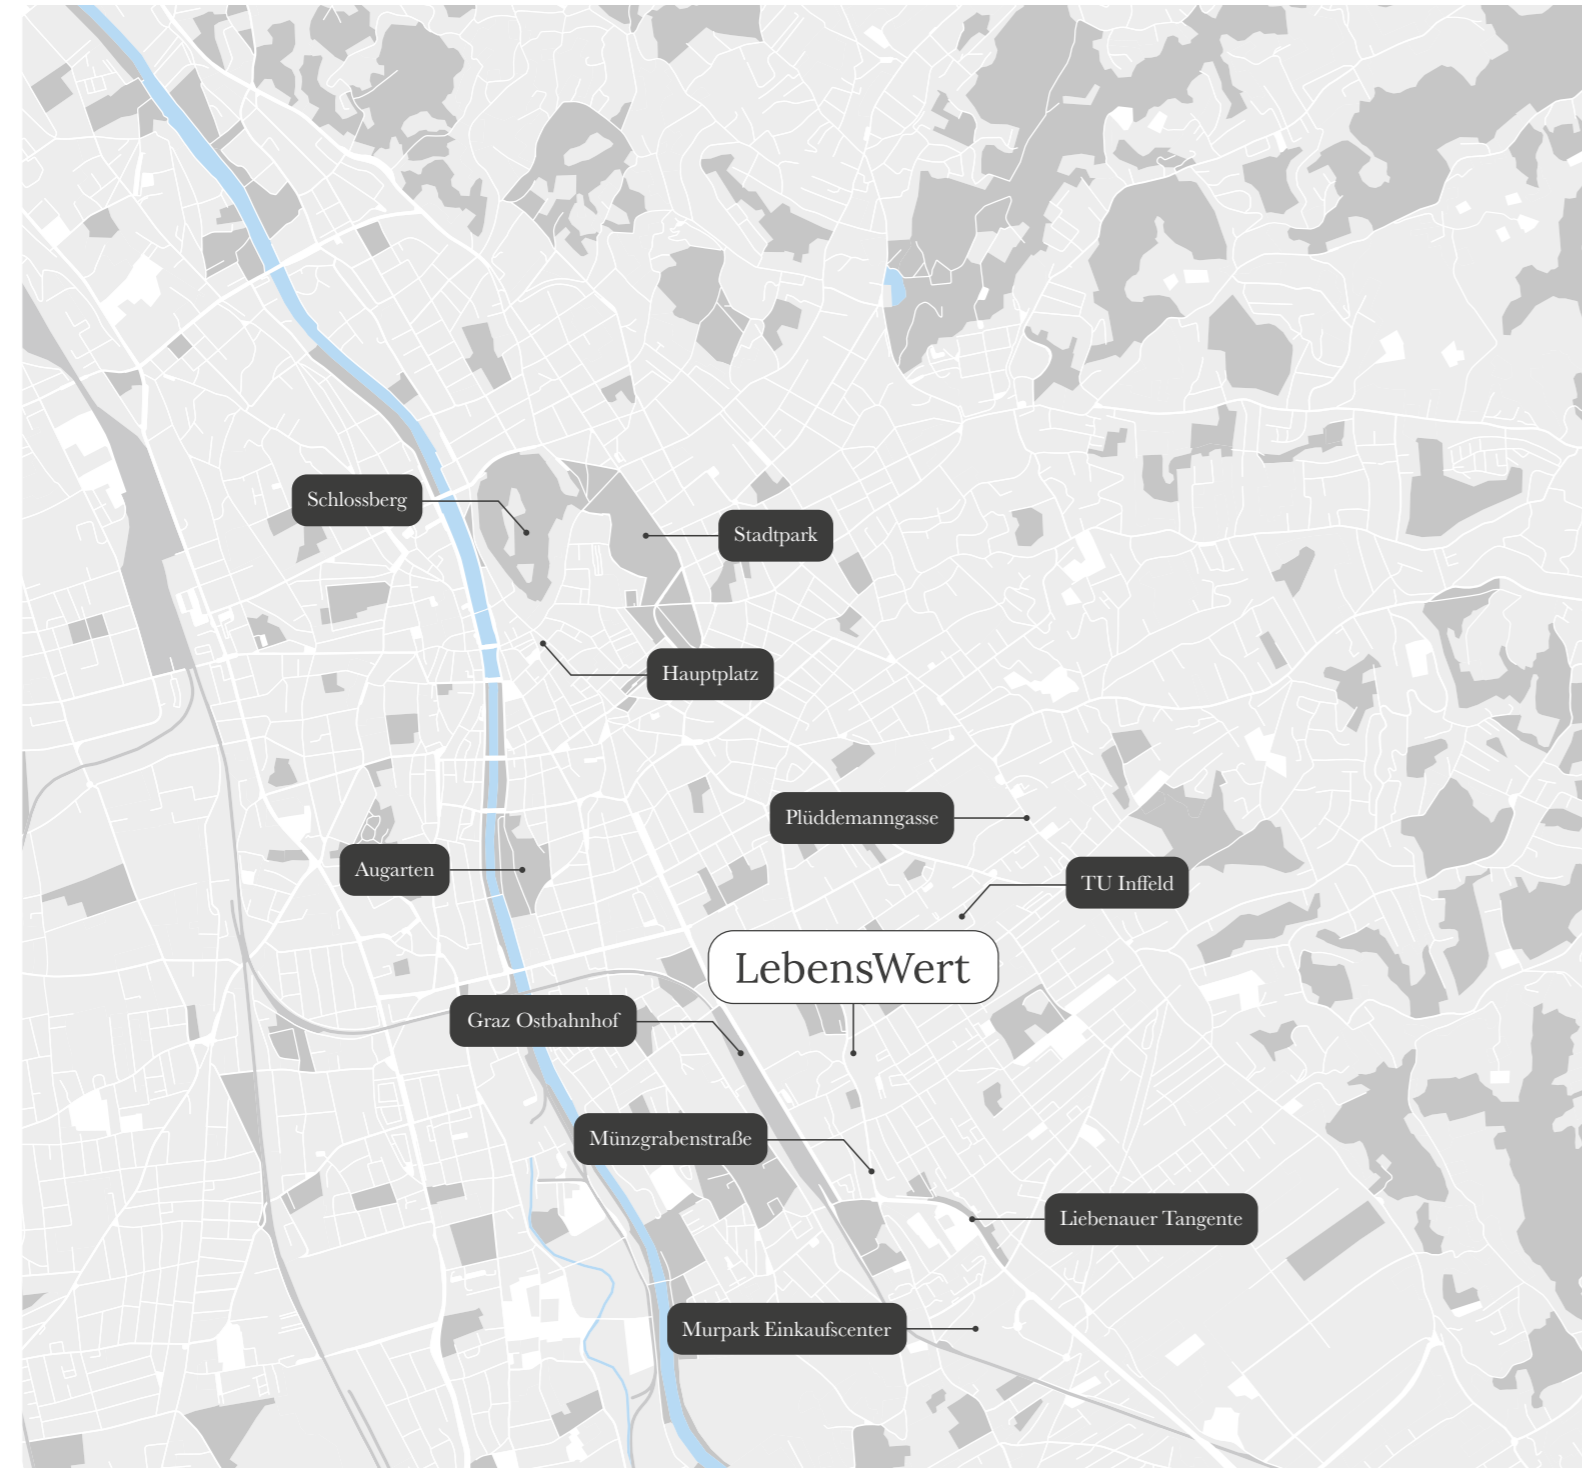 Schlossberg
Stadtpark
Hauptplatz
Plüddemanngasse
Augarten
TU Inffeld
LebensWert
Graz Ostbahnhof
Münzgrabenstraße
Liebenauer Tangente
Murpark Einkaufscenter